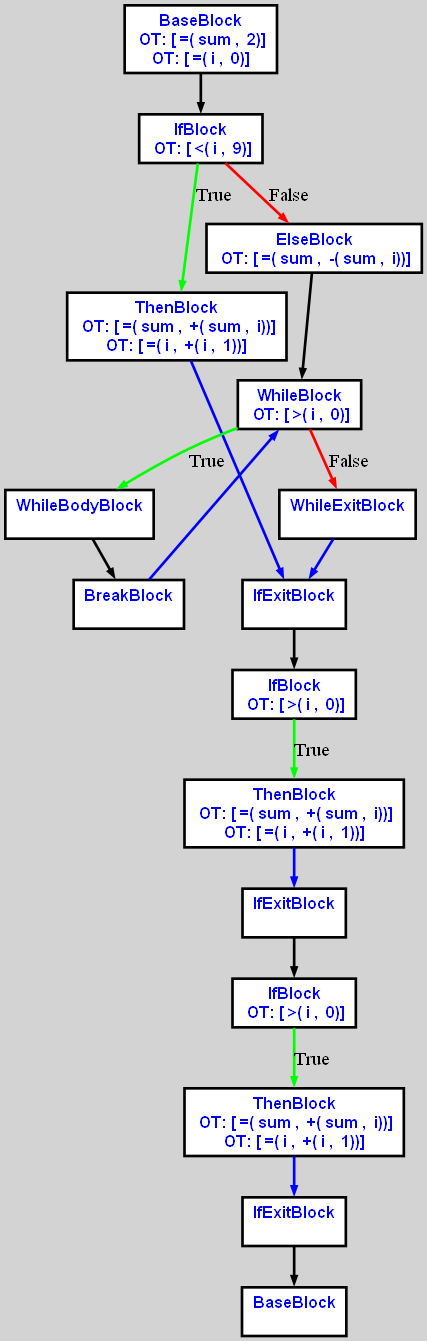 BaseBlock
OT: [=( sum , 2)]
OT: [=( i , 0)]
IfBlock
OT: [<( i , 9)]
True
False
ElseBlock
OT: [=( sum , -( sum , i))]
ThenBlock
OT: [=( sum , +( sum , i))]
OT: [=( i , +( i , 1))]
WhileBlock
OT: [>( i , 0)]
True
False
WhileBodyBlock
WhileExitBlock
BreakBlock
IfExitBlock
IfBlock
OT: [>( i , 0)]
True
ThenBlock
OT: [=( sum , +( sum , i))]
OT: [=( i , +( i , 1))]
IfExitBlock
IfBlock
OT: [>( i , 0)]
True
ThenBlock
OT: [=( sum , +( sum , i))]
OT: [=( i , +( i , 1))]
IfExitBlock
BaseBlock